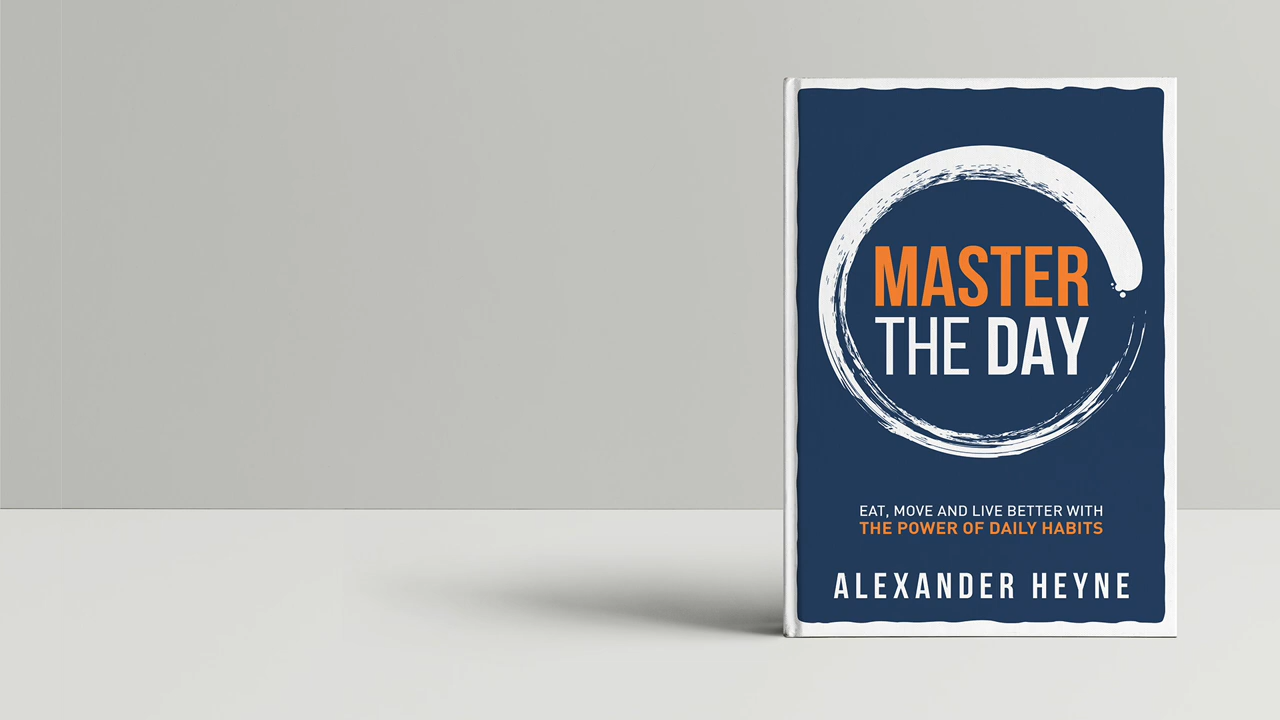 MASTER
THE DAY
EAT, MOVE AND LIVE BETTER WITH
THE POWER OF DAILY HABITS
ALEXANDER HEYNE